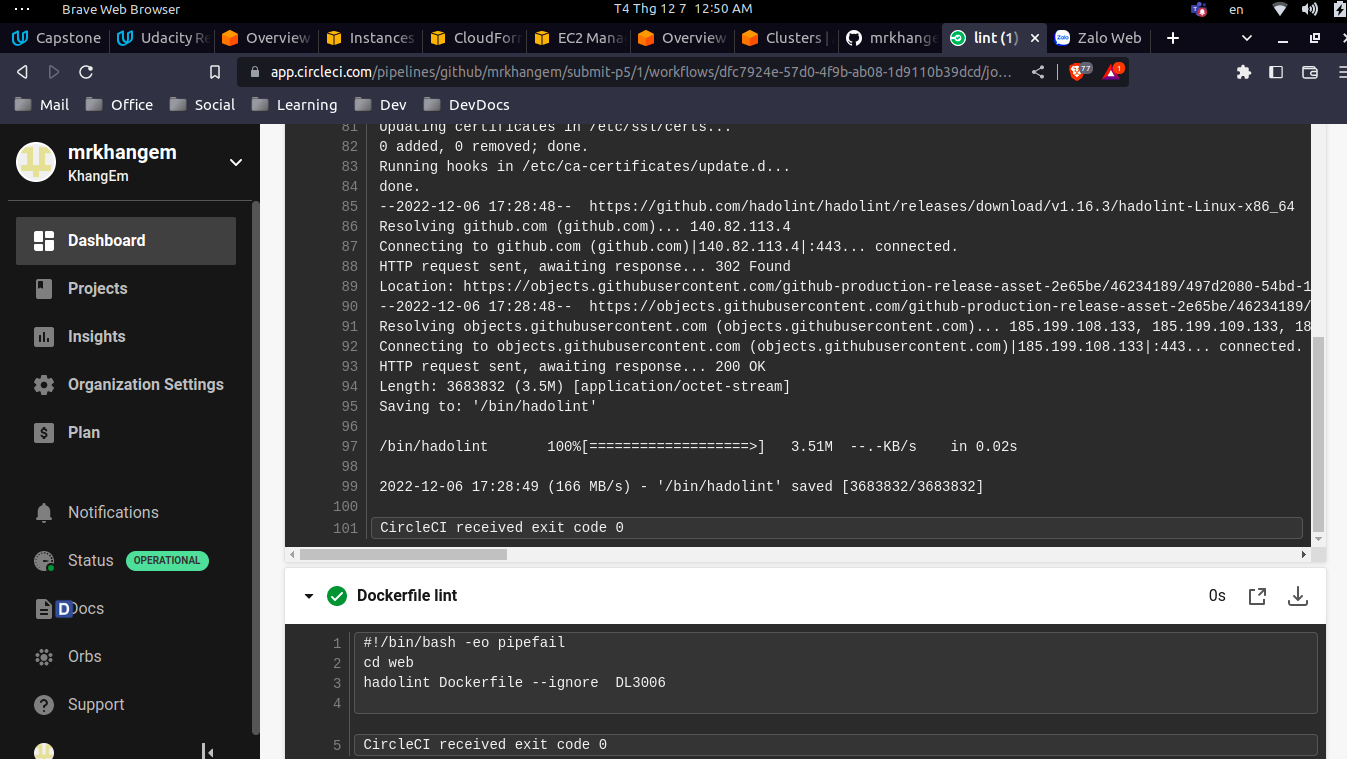 Brave Web Browser
T4 Thg 12 7 12:50 AM
en
Capstone
Udacity Re
Overview
Instances
CloudForm
EC2 Mana
Overview
Clusters |
mrkhange
lint (1)
Zalo Web
app.circleci.com/pipelines/github/mrkhangem/submit-p5/1/workflows/dfc7924e-57d0-4f9b-ab08-1d9110b39dcd/jo...
77
1
Mail
Office
Social
Learning
Dev
DevDocs
mrkhangem
KhangEm
Dashboard
Projects
Insights
Organization Settings
Plan
Notifications
Status OPERATIONAL
Docs
Orbs
Support
81 Updating certificates in /etc/ssl/certs...
82 0 added, 0 removed; done.
83 Running hooks in /etc/ca-certificates/update.d...
84 done.
85 --2022-12-06 17:28:48-- https://github.com/hadolint/hadolint/releases/download/v1.16.3/hadolint-Linux-x86_64
86 Resolving github.com (github.com)... 140.82.113.4
87 Connecting to github.com (github.com)|140.82.113.4|:443... connected.
88 HTTP request sent, awaiting response... 302 Found
89 Location: https://objects.githubusercontent.com/github-production-release-asset-2e65be/46234189/497d2080-54bd-1
90 --2022-12-06 17:28:48-- https://objects.githubusercontent.com/github-production-release-asset-2e65be/46234189/
91 Resolving objects.githubusercontent.com (objects.githubusercontent.com)... 185.199.108.133, 185.199.109.133, 18
92 Connecting to objects.githubusercontent.com (objects.githubusercontent.com)|185.199.108.133|:443... connected.
93 HTTP request sent, awaiting response... 200 OK
94 Length: 3683832 (3.5M) [application/octet-stream]
95 Saving to: '/bin/hadolint'
96
97 /bin/hadolint 100%[===================>] 3.51M --.-KB/s in 0.02s
98
99 2022-12-06 17:28:49 (166 MB/s) - '/bin/hadolint' saved [3683832/3683832]
100
101 CircleCI received exit code 0
Dockerfile lint
0s
1 #!/bin/bash -eo pipefail
2 cd web
3 hadolint Dockerfile --ignore DL3006
4
5 CircleCI received exit code 0